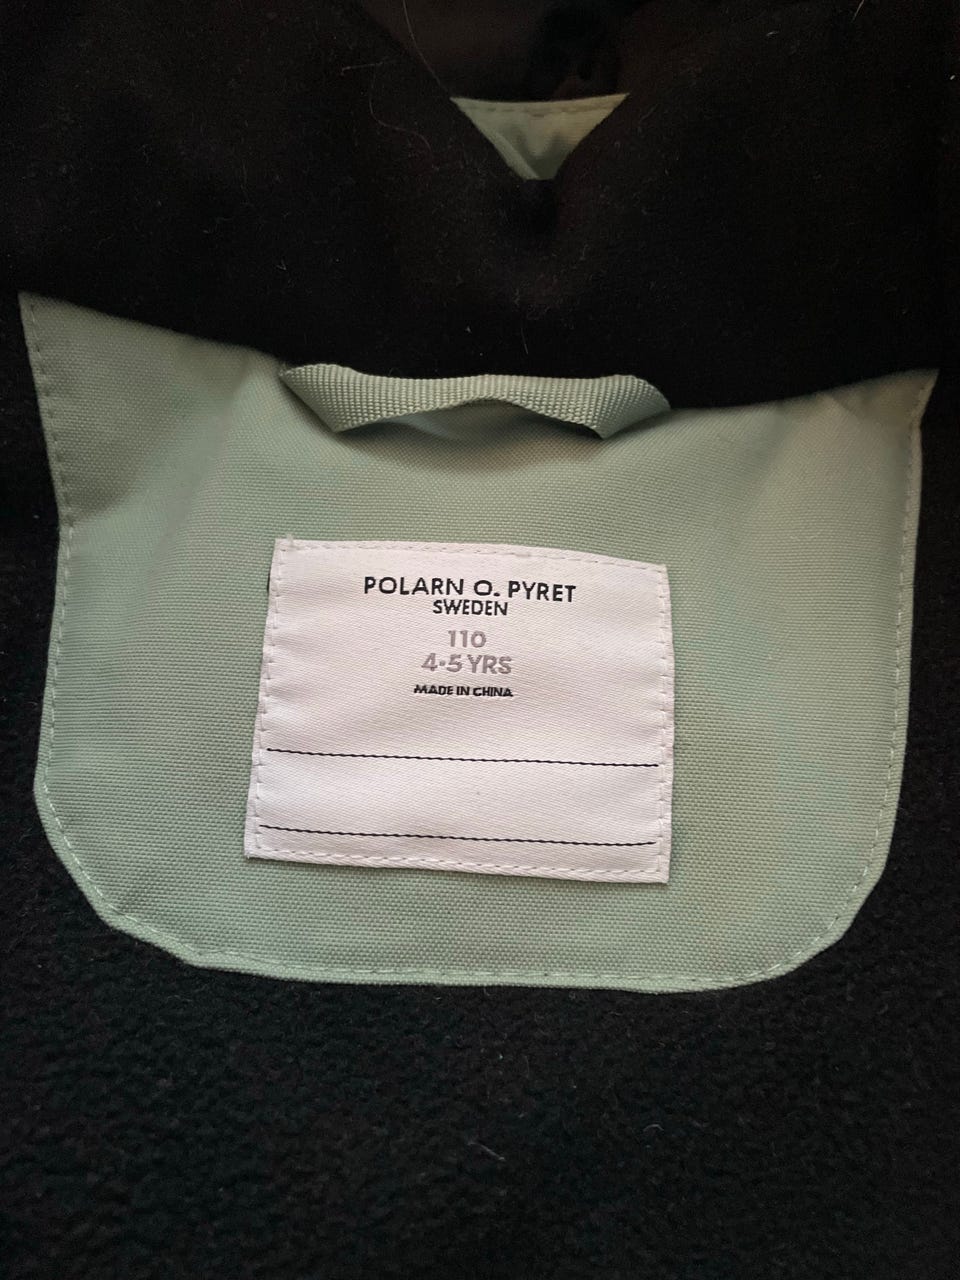 POLARN O. PYRET
SWEDEN
110
4-5 YRS
MADE IN CHINA